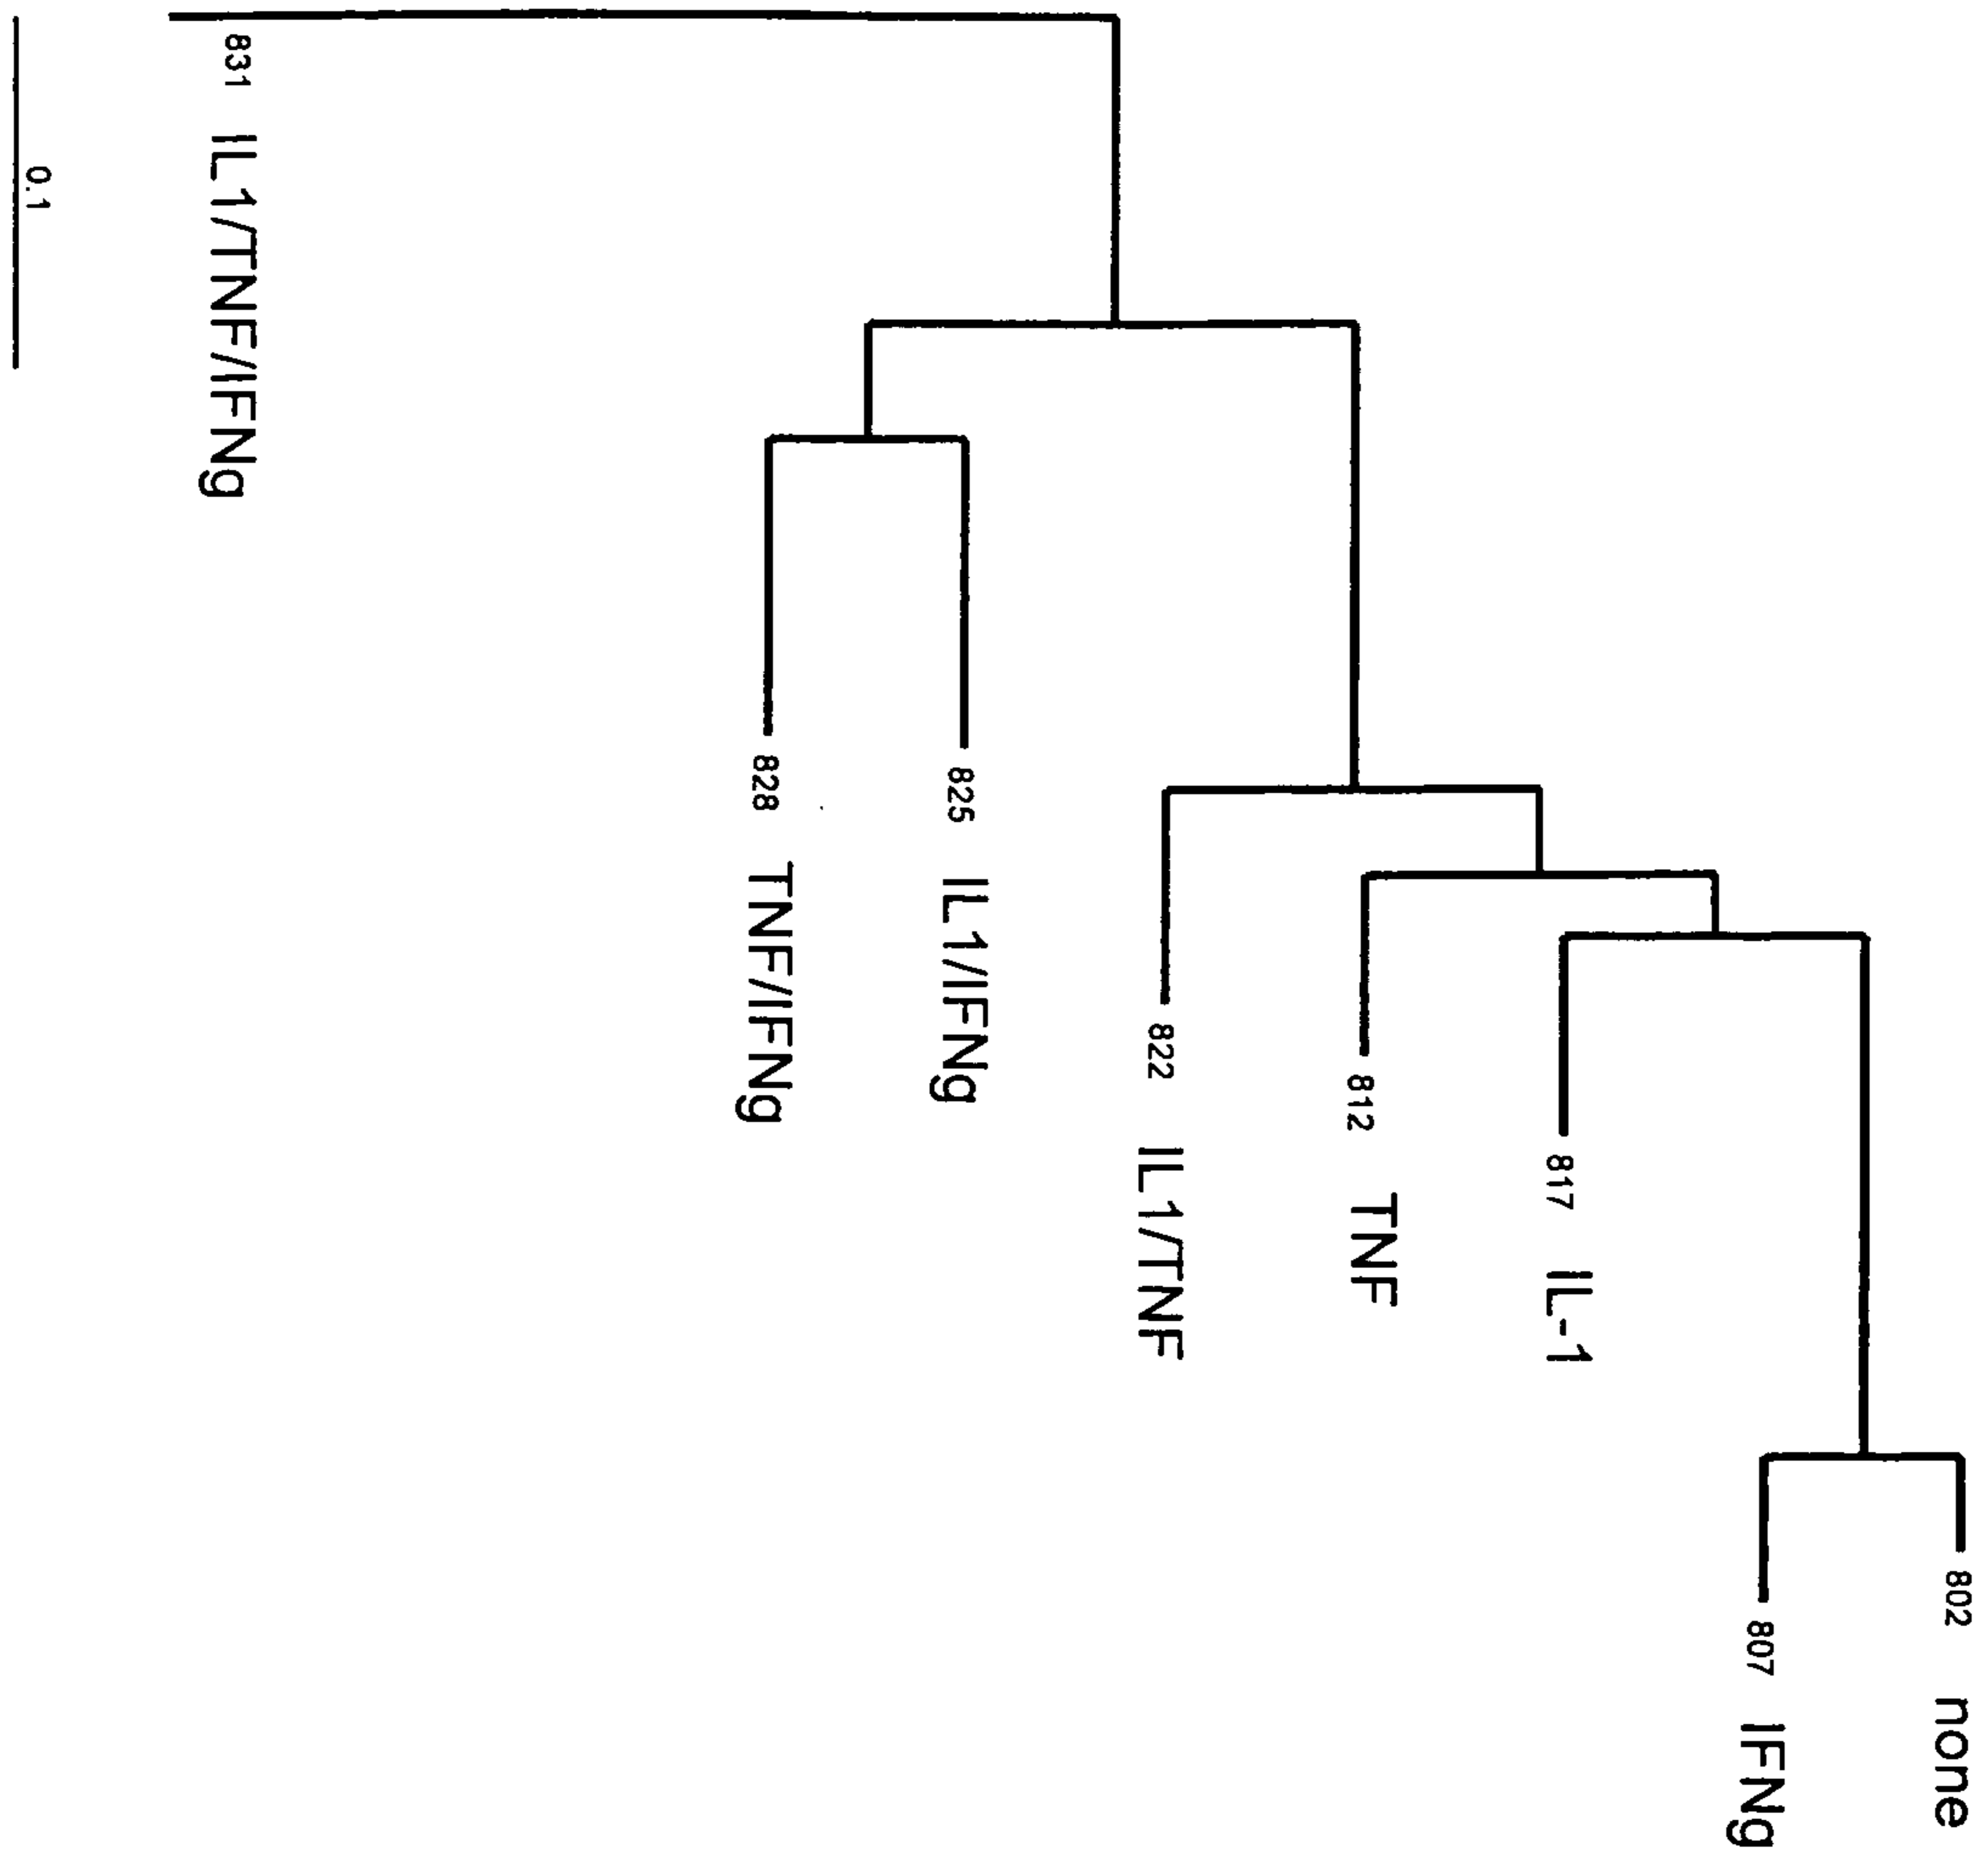 802 none
807 IFNg
817 IL-1
812 TNF
822 IL1/TNF
825 IL1/IFNg
828 TNF/IFNg
831 IL1/TNF/IFNg
0.1